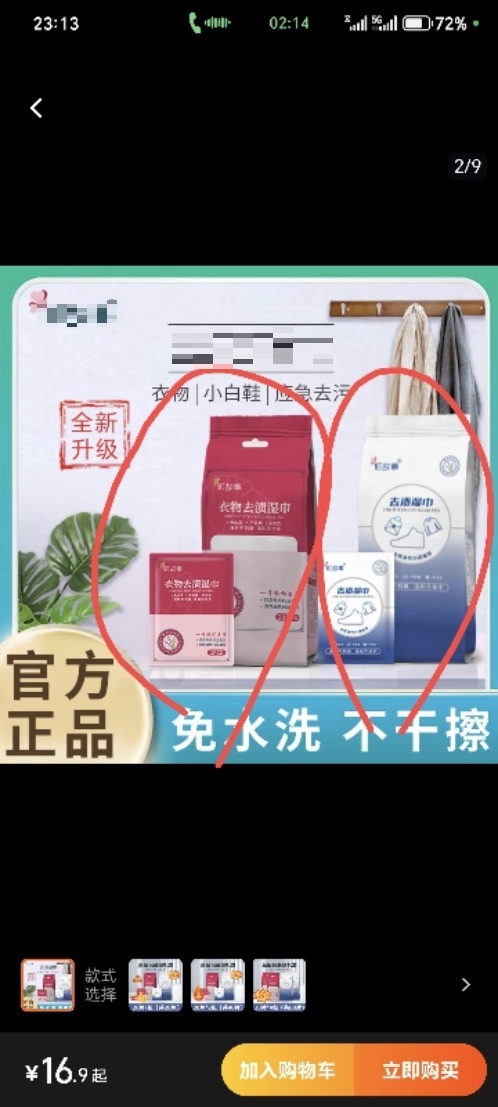 23:13
02:14
5G
72%
2/9
衣物 | 小白鞋 | 应急去污
全新
升级
衣物去渍湿巾
去渍湿巾
衣物去渍湿巾
去渍湿巾
官方
正品
免水洗 不干擦
款式
选择
¥16.9起
加入购物车
立即购买